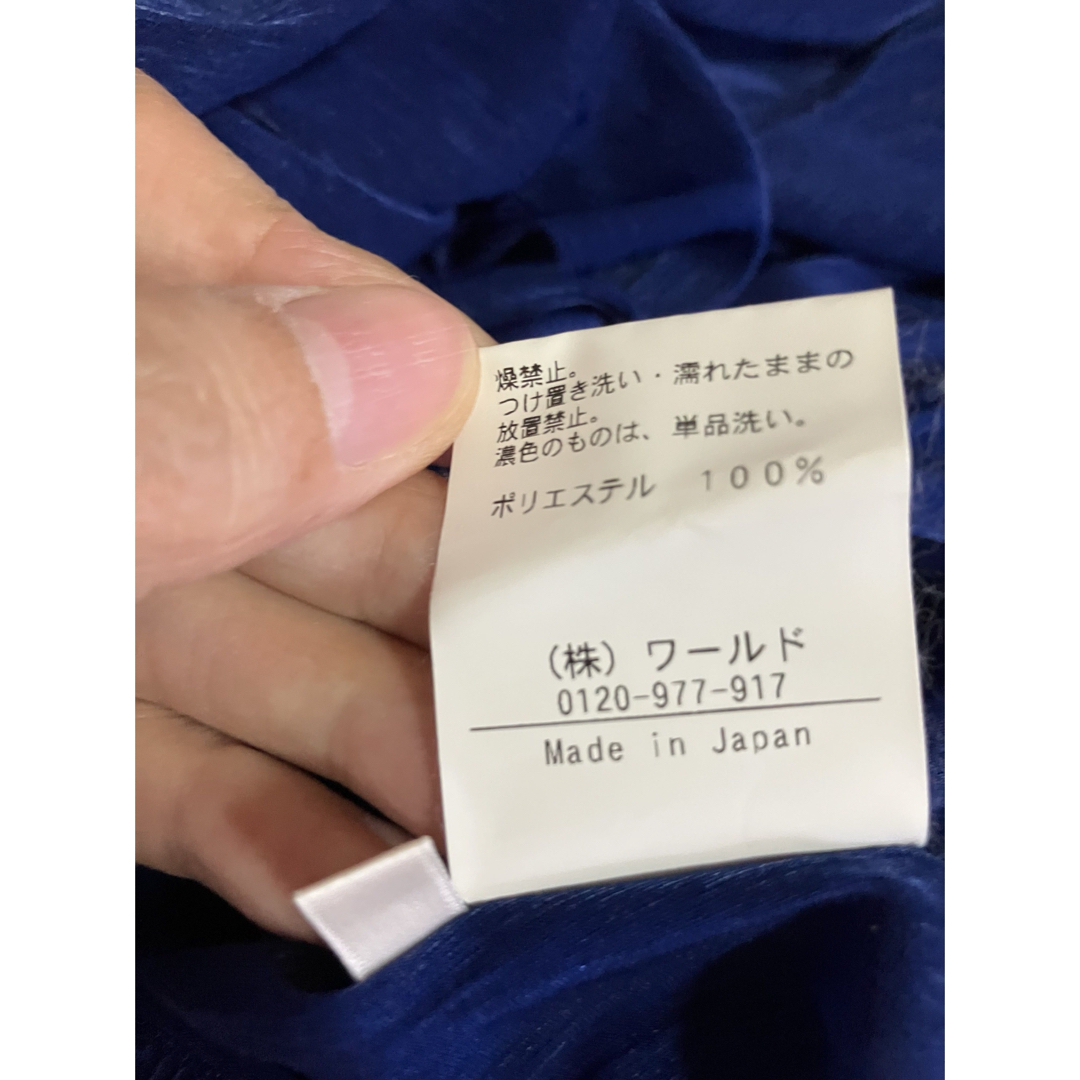 燥禁止。
つけ置き洗い・濡れたままの
放置禁止。
濃色のものは、単品洗い。
ポリエステル　１００％
（株）ワールド
0120-977-917
Made in Japan